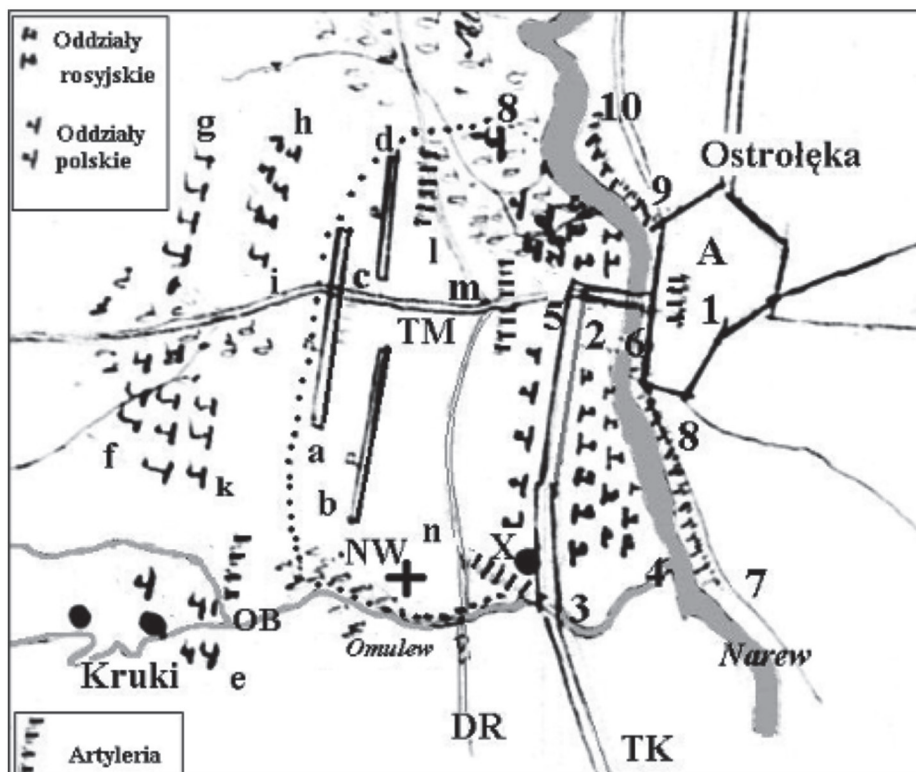 Oddziały
rosyjskie
Oddziały
polskie
g
h
d
8
10
9
Ostrołęka
A
l
i
c
m
TM
5
2
6
1
a
f
k
b
n
8
NW
X
4
7
3
OB
Omulew
Kruki
e
Narew
DR
TK
Artyleria